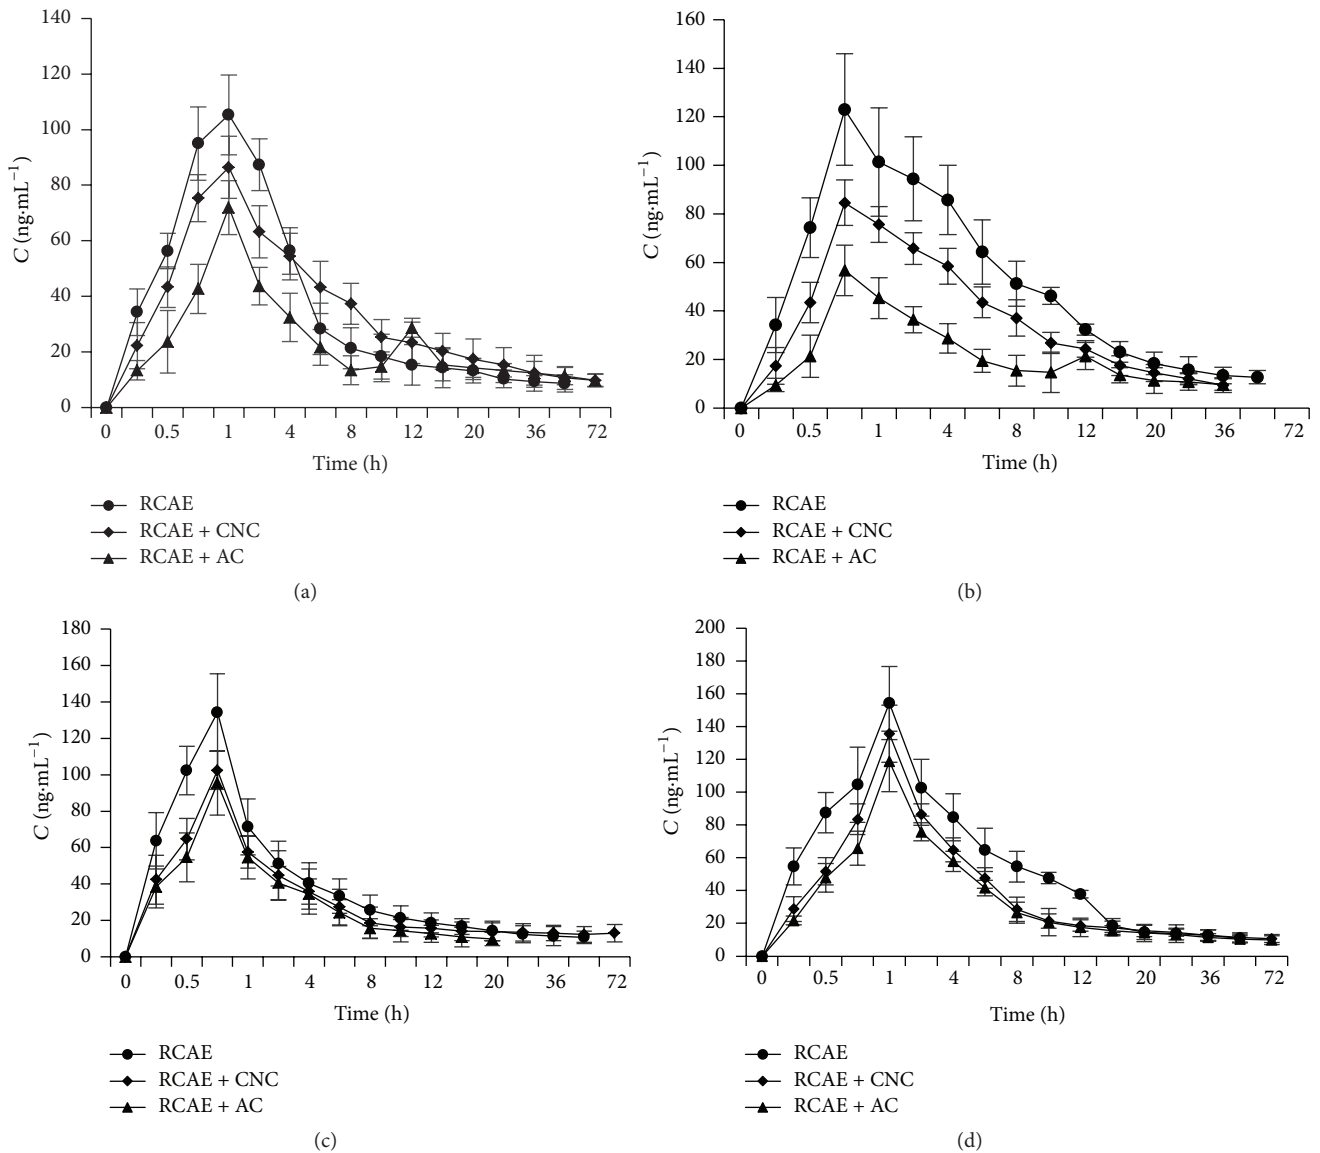 140
120
100
80
60
40
20
0
C (ng·mL⁻¹)
0 0.5 1 4 8 12 20 36 72
Time (h)
RCAE
RCAE + CNC
RCAE + AC
(a)
160
140
120
100
80
60
40
20
0
C (ng·mL⁻¹)
0 0.5 1 4 8 12 20 36 72
Time (h)
RCAE
RCAE + CNC
RCAE + AC
(b)
180
160
140
120
100
80
60
40
20
0
C (ng·mL⁻¹)
0 0.5 1 4 8 12 20 36 72
Time (h)
RCAE
RCAE + CNC
RCAE + AC
(c)
200
180
160
140
120
100
80
60
40
20
0
C (ng·mL⁻¹)
0 0.5 1 4 8 12 20 36 72
Time (h)
RCAE
RCAE + CNC
RCAE + AC
(d)